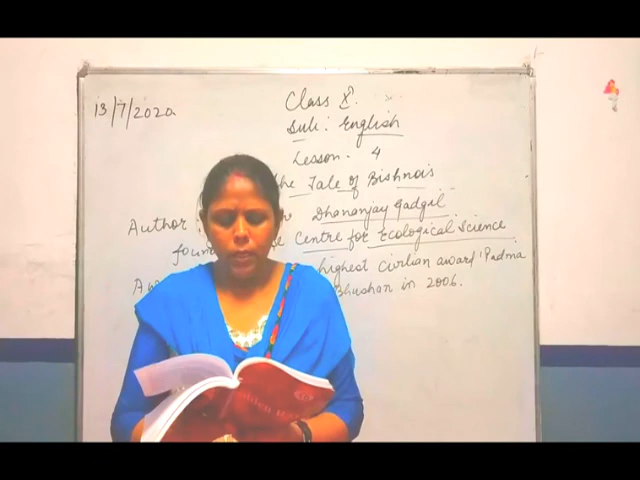 13/7/2020
Class X.
Sub: English
Lesson. 4
The Tale of Bishnois
Author : Dhananjay Gadgil
foun Centre for Ecological Science
highest civilian award 'Padma
Bhushan in 2006.